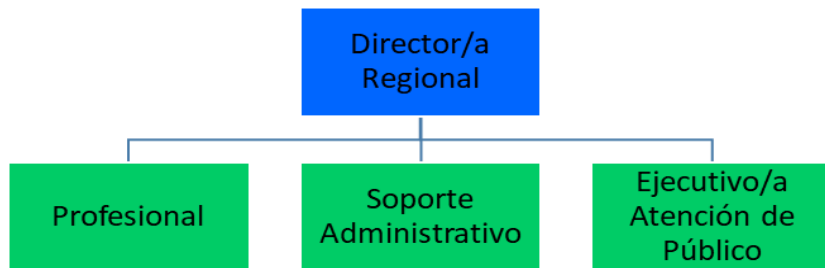 Director/a
Regional
Profesional
Soporte
Administrativo
Ejecutivo/a
Atención de
Público